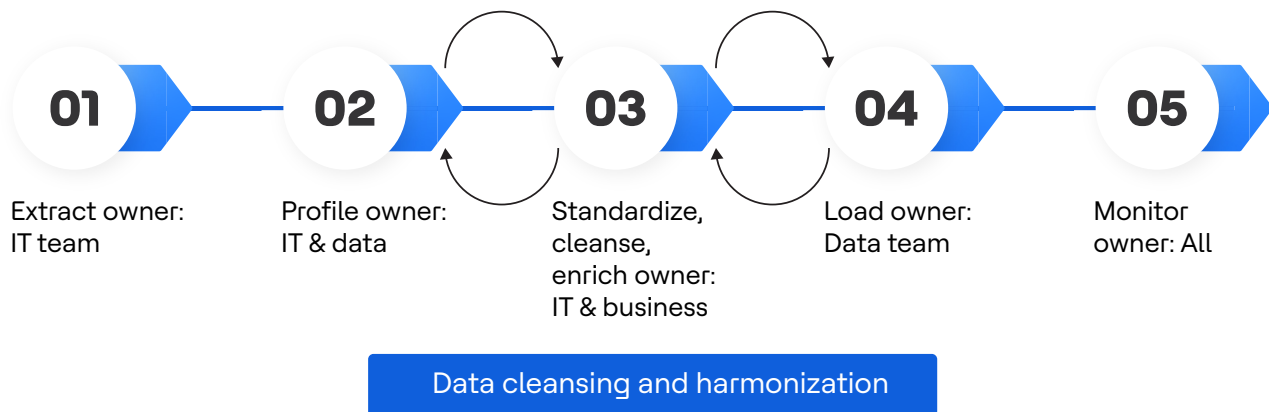 01
02
03
04
05
Extract owner:
IT team
Profile owner:
IT & data
Standardize,
cleanse,
enrich owner:
IT & business
Load owner:
Data team
Monitor
owner: All
Data cleansing and harmonization